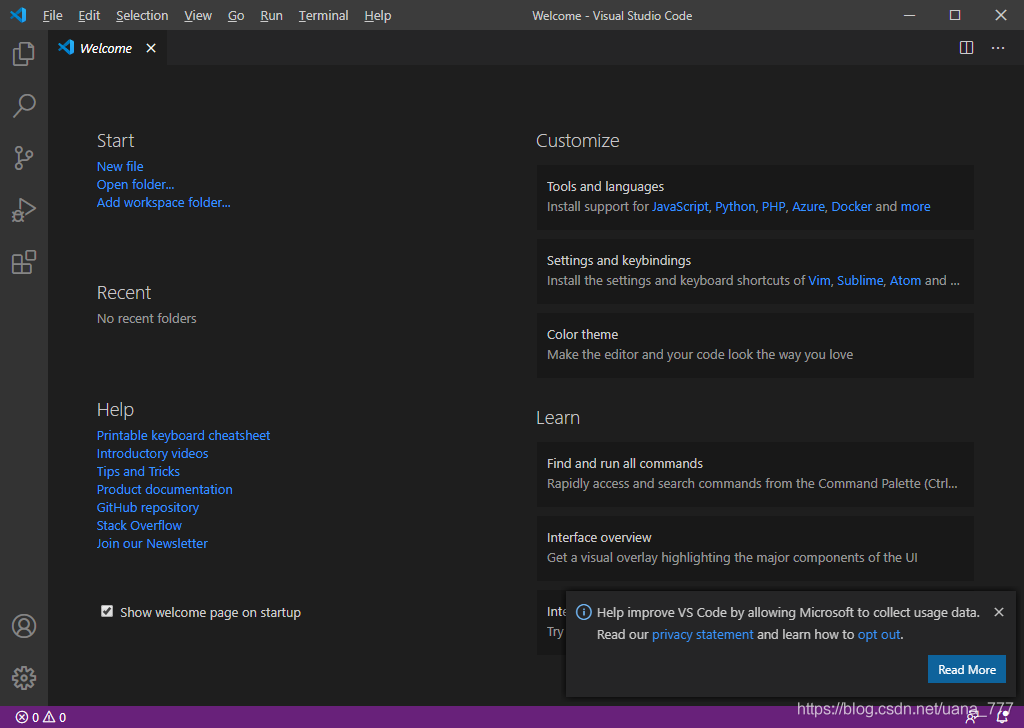 File Edit Selection View Go Run Terminal Help Welcome - Visual Studio Code
Welcome
Start
New file
Open folder...
Add workspace folder...
Recent
No recent folders
Help
Printable keyboard cheatsheet
Introductory videos
Tips and Tricks
Product documentation
GitHub repository
Stack Overflow
Join our Newsletter
Show welcome page on startup
Customize
Tools and languages
Install support for JavaScript, Python, PHP, Azure, Docker and more
Settings and keybindings
Install the settings and keyboard shortcuts of Vim, Sublime, Atom and ...
Color theme
Make the editor and your code look the way you love
Learn
Find and run all commands
Rapidly access and search commands from the Command Palette (Ctrl...
Interface overview
Get a visual overlay highlighting the major components of the UI
Inte
Try
Help improve VS Code by allowing Microsoft to collect usage data.
Read our privacy statement and learn how to opt out.
Read More
0 0
https://blog.csdn.net/uana_777